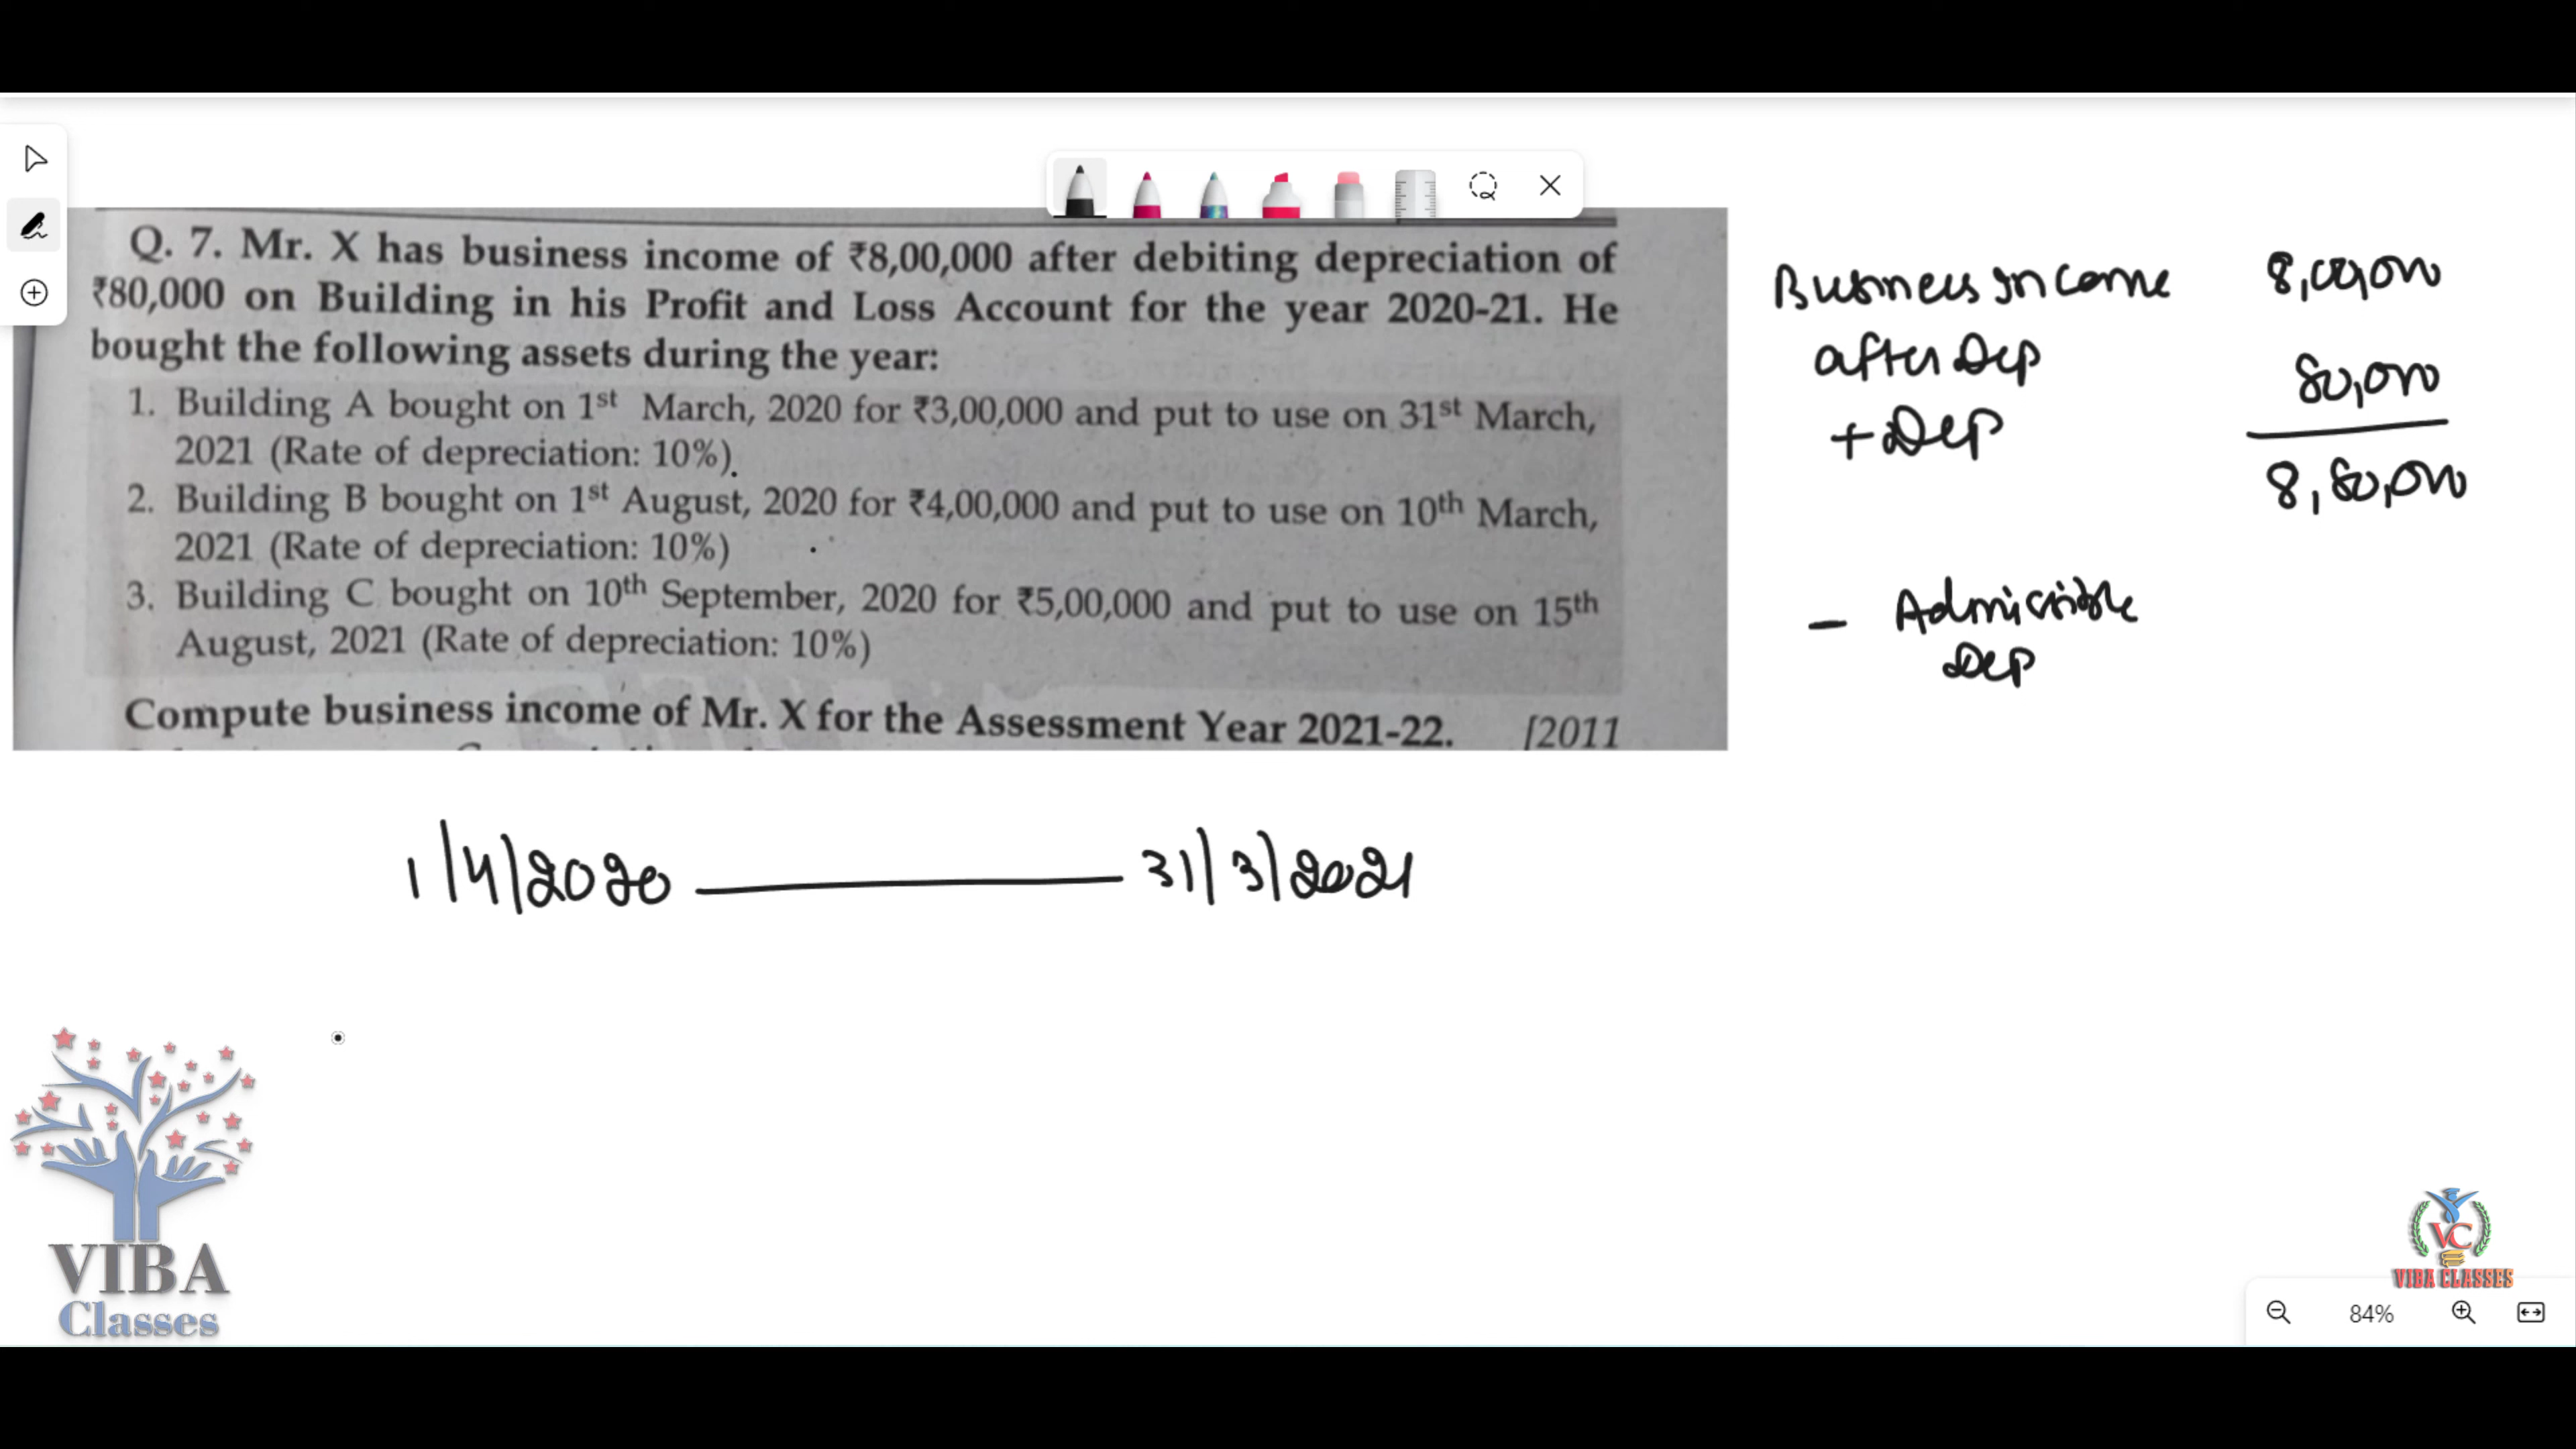 Q. 7. Mr. X has business income of ₹8,00,000 after debiting depreciation of
₹80,000 on Building in his Profit and Loss Account for the year 2020-21. He
bought the following assets during the year:
1. Building A bought on 1st March, 2020 for ₹3,00,000 and put to use on 31st March,
2021 (Rate of depreciation: 10%)
2. Building B bought on 1st August, 2020 for ₹4,00,000 and put to use on 10th March,
2021 (Rate of depreciation: 10%)
3. Building C bought on 10th September, 2020 for ₹5,00,000 and put to use on 15th
August, 2021 (Rate of depreciation: 10%)
Compute business income of Mr. X for the Assessment Year 2021-22. [2011
Business Income 8,00,000
after Dep
80,000
+ Dep
8,80,000
- Admissible
Dep
1/4/2020 31/3/2021
VIBA
Classes
VC
VIBA CLASSES
84%